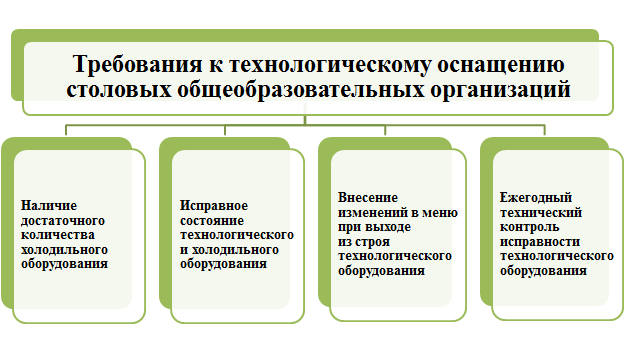 Требования к технологическому оснащению
столовых общеобразовательных организаций
Наличие
достаточного
количества
холодильного
оборудования
Исправное
состояние
технологического
и холодильного
оборудования
Внесение
изменений в меню
при выходе
из строя
технологического
оборудования
Ежегодный
технический
контроль
исправности
технологического
оборудования